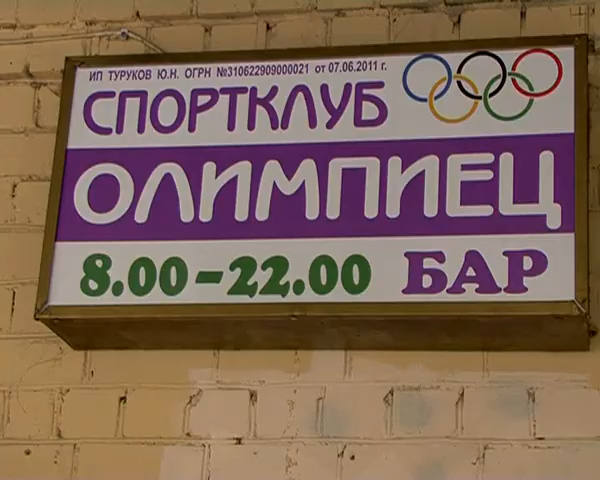 ИП ТУРУКОВ Ю.Н. ОГРН №310622909000021 от 07.06.2011 г.
СПОРТКЛУБ
ОЛИМПИЕЦ
8.00-22.00 БАР